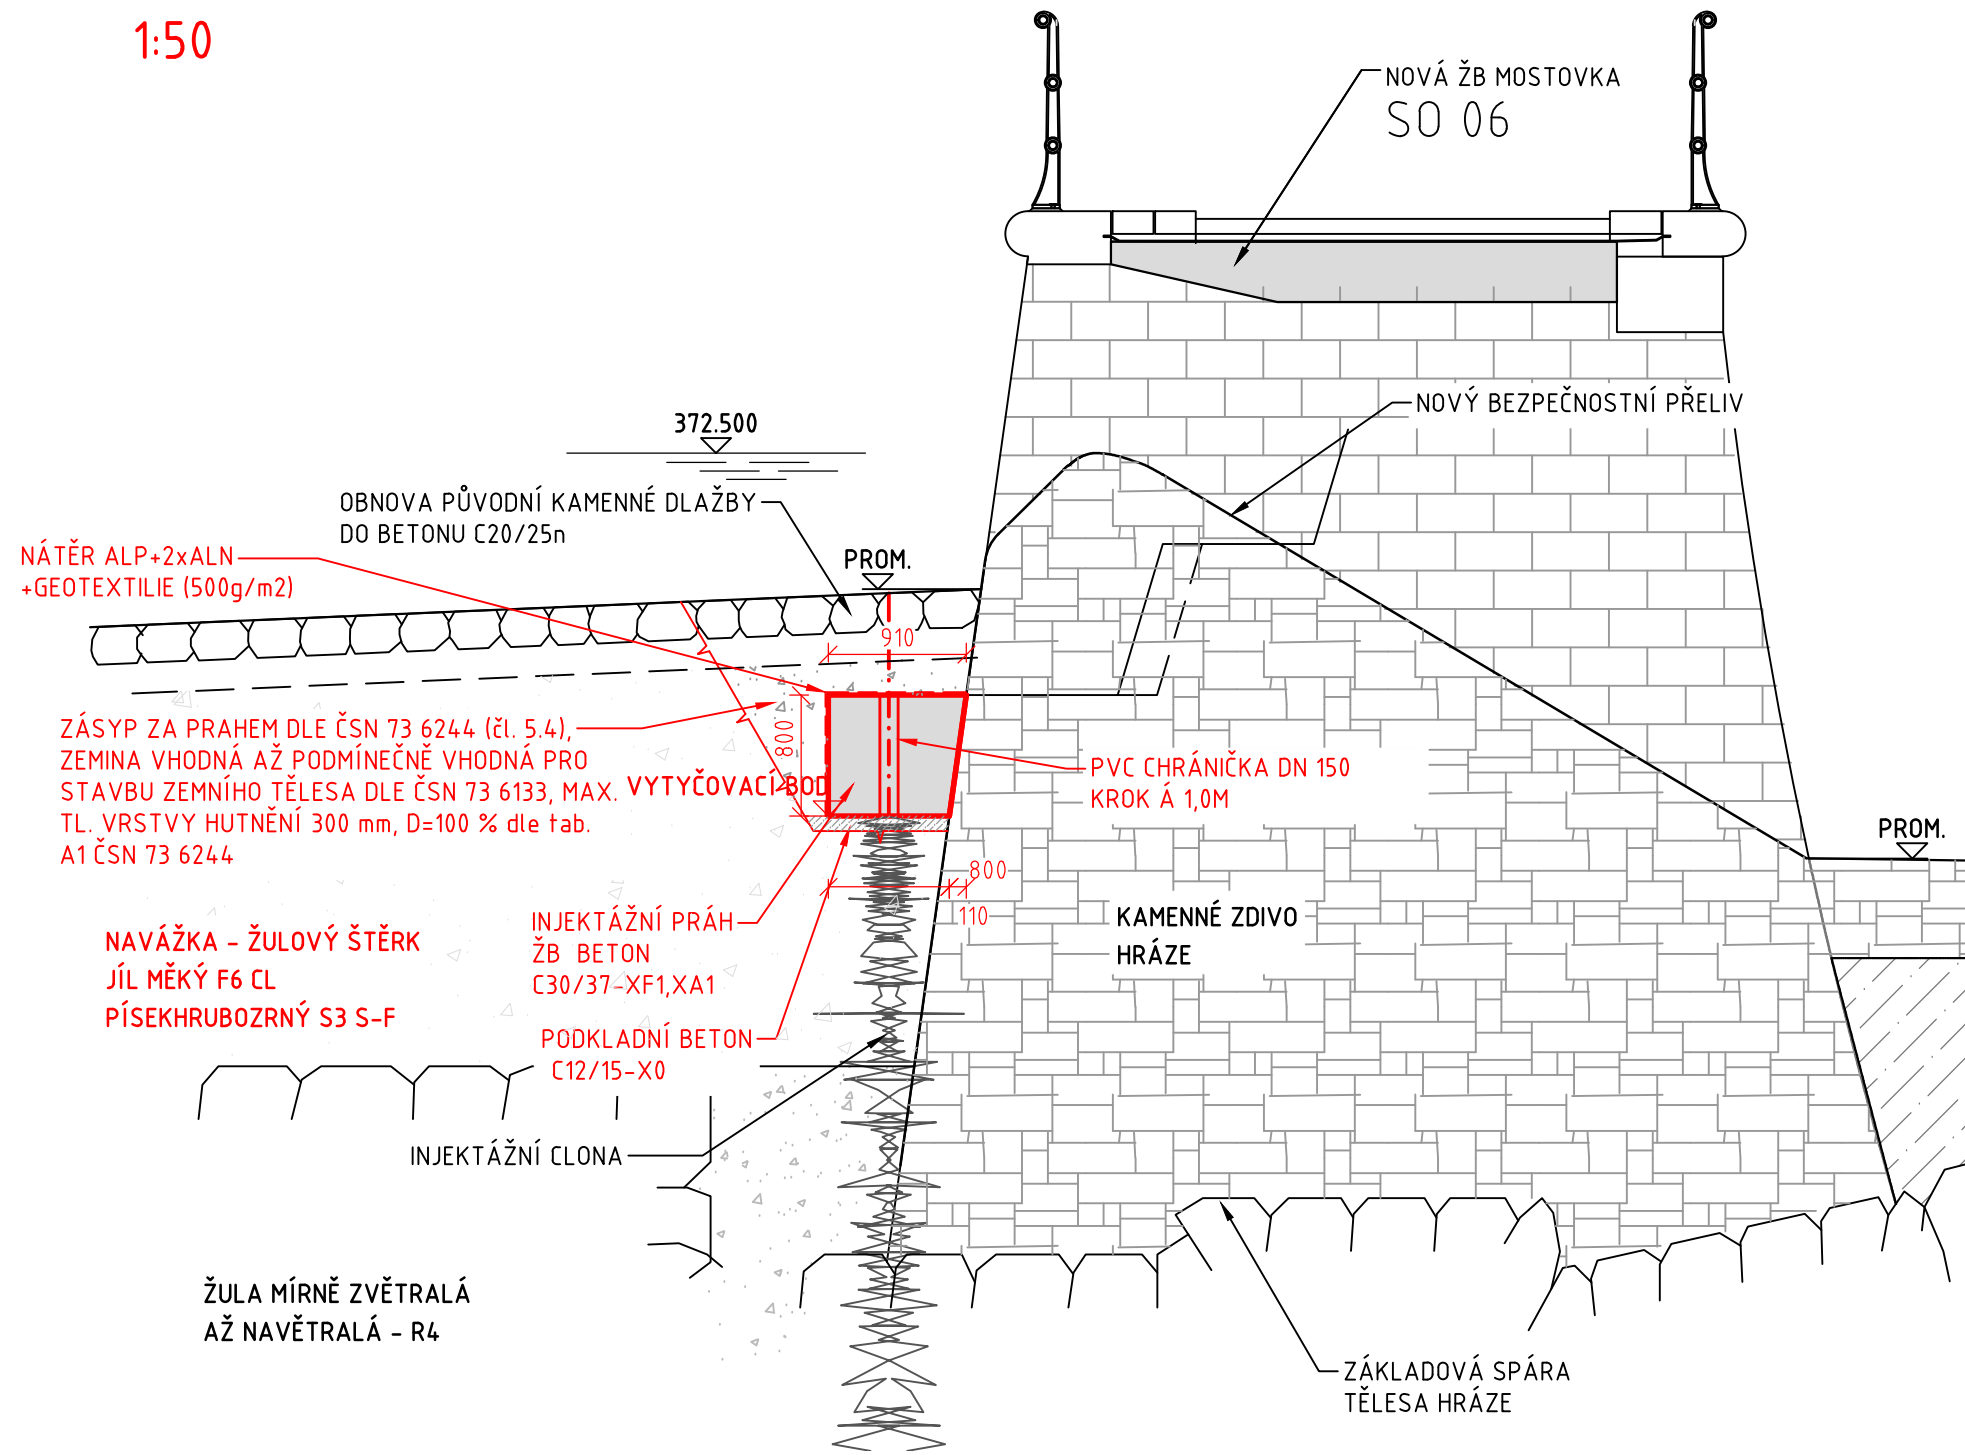 1:50
NOVÁ ŽB MOSTOVKA
SO 06
NOVÝ BEZPEČNOSTNÍ PŘELIV
372.500
OBNOVA PŮVODNÍ KAMENNÉ DLAŽBY
DO BETONU C20/25n
NÁTĚR ALP+2xALN
+GEOTEXTILIE (500g/m2)
PROM.
910
800
ZÁSYP ZA PRAHEM DLE ČSN 73 6244 (čl. 5.4),
ZEMINA VHODNÁ AŽ PODMÍNEČNĚ VHODNÁ PRO
STAVBU ZEMNÍHO TĚLESA DLE ČSN 73 6133, MAX.
TL. VRSTVY HUTNĚNÍ 300 mm, D=100 % dle tab.
A1 ČSN 73 6244
VYTYČOVACÍ BOD
PVC CHRÁNIČKA DN 150
KROK Á 1,0M
PROM.
800
110
KAMENNÉ ZDIVO
HRÁZE
INJEKTÁŽNÍ PRÁH
ŽB BETON
C30/37-XF1,XA1
NAVÁŽKA - ŽULOVÝ ŠTĚRK
JÍL MĚKÝ F6 CL
PÍSEKHRUBOZRNÝ S3 S-F
PODKLADNÍ BETON
C12/15-X0
INJEKTÁŽNÍ CLONA
ŽULA MÍRNĚ ZVĚTRALÁ
AŽ NAVĚTRALÁ - R4
ZÁKLADOVÁ SPÁRA
TĚLESA HRÁZE